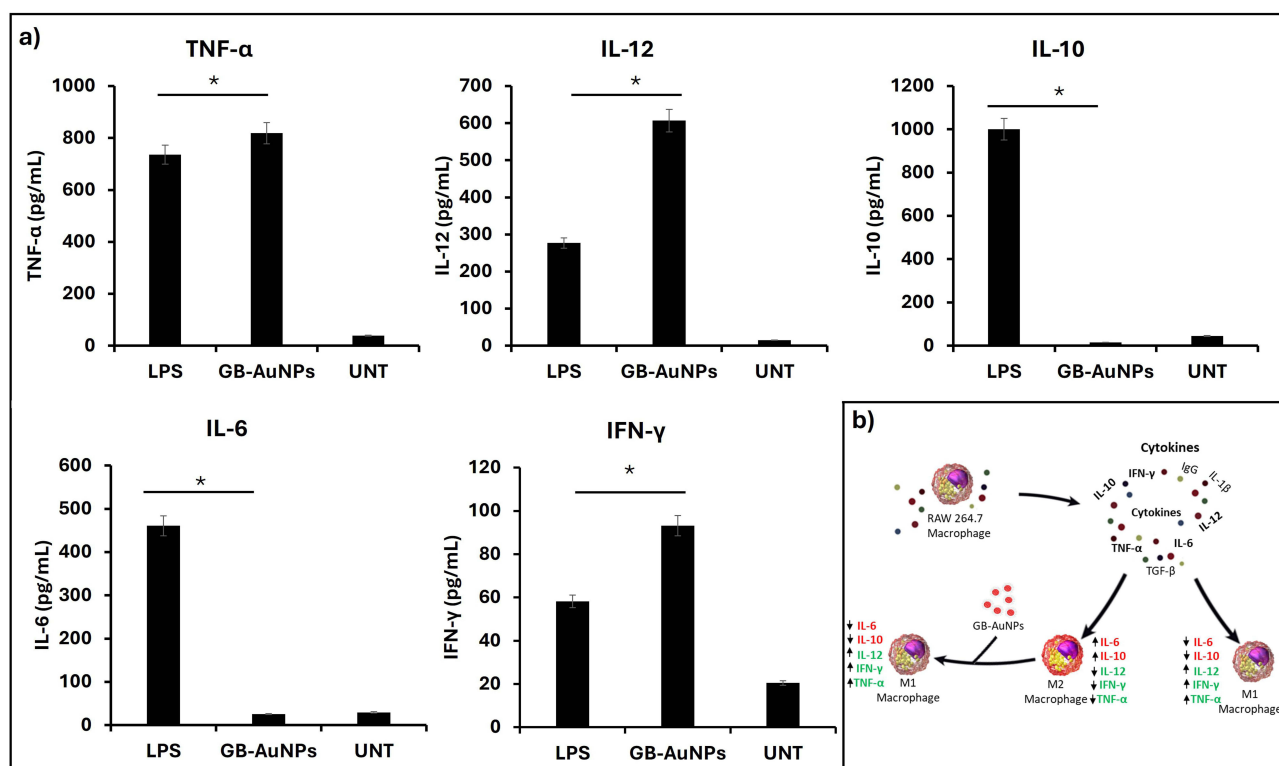 a)
TNF-α
*
1000
800
600
400
200
0
TNF-α (pg/mL)
LPS GB-AuNPs UNT
IL-12
*
700
600
500
400
300
200
100
0
IL-12 (pg/mL)
LPS GB-AuNPs UNT
IL-10
*
1200
1000
800
600
400
200
0
IL-10 (pg/mL)
LPS GB-AuNPs UNT
IL-6
*
600
500
400
300
200
100
0
IL-6 (pg/mL)
LPS GB-AuNPs UNT
IFN-γ
*
120
100
80
60
40
20
0
IFN-γ (pg/mL)
LPS GB-AuNPs UNT
b)
RAW 264.7
Macrophage
Cytokines
IL-10
IFN-γ
IgG
IL-1β
Cytokines
IL-12
TNF-α
IL-6
TGF-β
GB-AuNPs
↓ IL-6
↓ IL-10
↑ IL-12
↑ IFN-γ
↑ TNF-α
M1
Macrophage
M2
Macrophage
↑ IL-6
↑ IL-10
↓ IL-12
↓ IFN-γ
↓ TNF-α
↓ IL-6
↓ IL-10
↑ IL-12
↑ IFN-γ
↑ TNF-α
M1
Macrophage